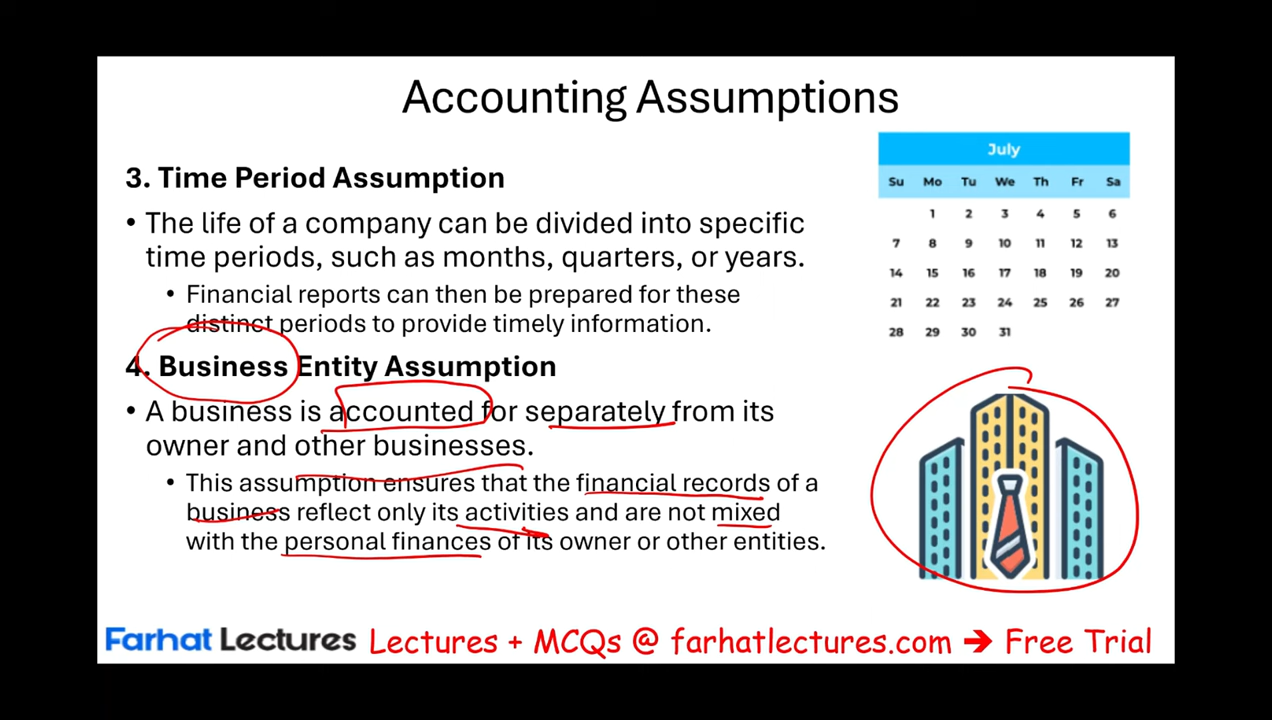 Accounting Assumptions
3. Time Period Assumption
• The life of a company can be divided into specific
time periods, such as months, quarters, or years.
• Financial reports can then be prepared for these
distinct periods to provide timely information.
4. Business Entity Assumption
• A business is accounted for separately from its
owner and other businesses.
• This assumption ensures that the financial records of a
business reflect only its activities and are not mixed
with the personal finances of its owner or other entities.
July
Su Mo Tu We Th Fr Sa
1 2 3 4 5 6
7 8 9 10 11 12 13
14 15 16 17 18 19 20
21 22 23 24 25 26 27
28 29 30 31
Farhat Lectures Lectures + MCQs @ farhatlectures.com ➔ Free Trial